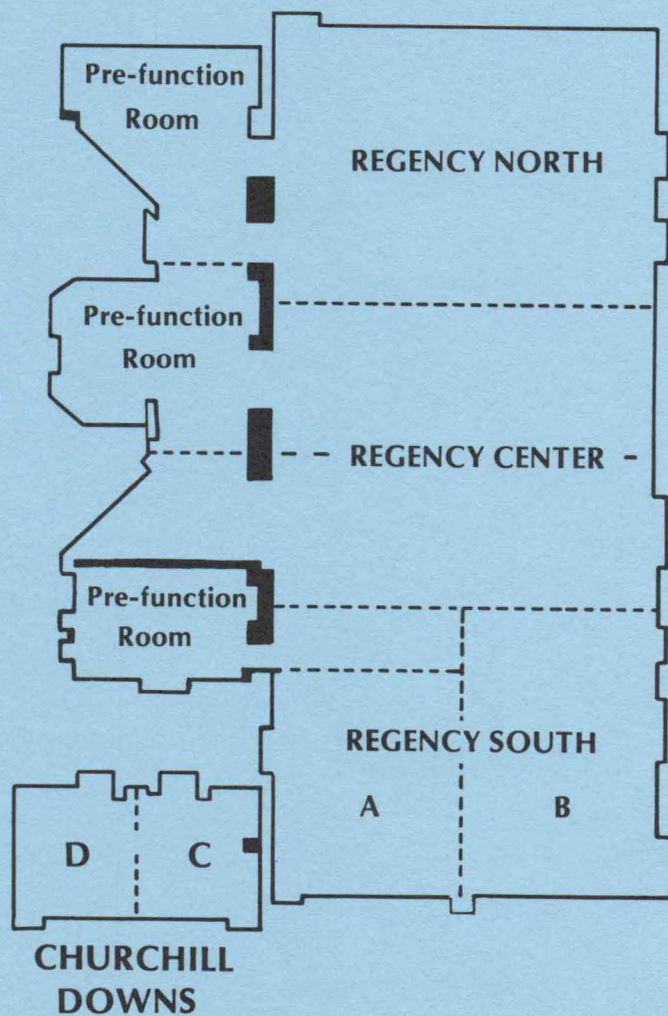 Pre-function
Room
REGENCY NORTH
Pre-function
Room
REGENCY CENTER
Pre-function
Room
REGENCY SOUTH
A
B
D
C
CHURCHILL
DOWNS